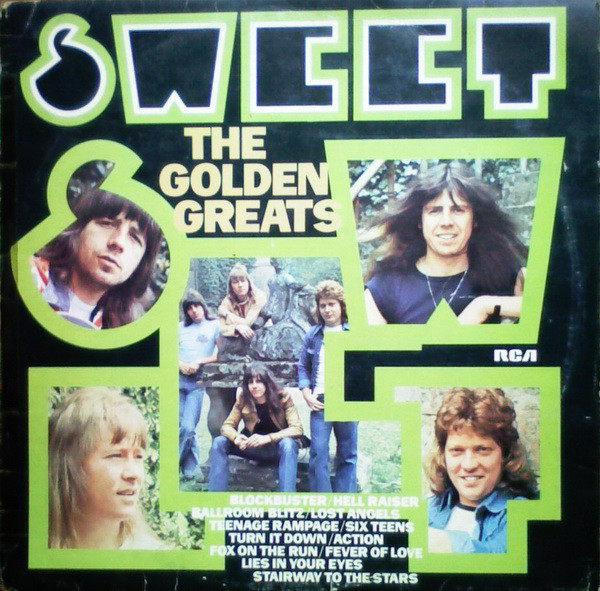 SWEET
THE
GOLDEN
GREATS
RCA
BLOCKBUSTER/HELL RAISER
BALLROOM BLITZ/LOST ANGELS
TEENAGE RAMPAGE/SIX TEENS
TURN IT DOWN/ACTION
FOX ON THE RUN/FEVER OF LOVE
LIES IN YOUR EYES
STAIRWAY TO THE STARS